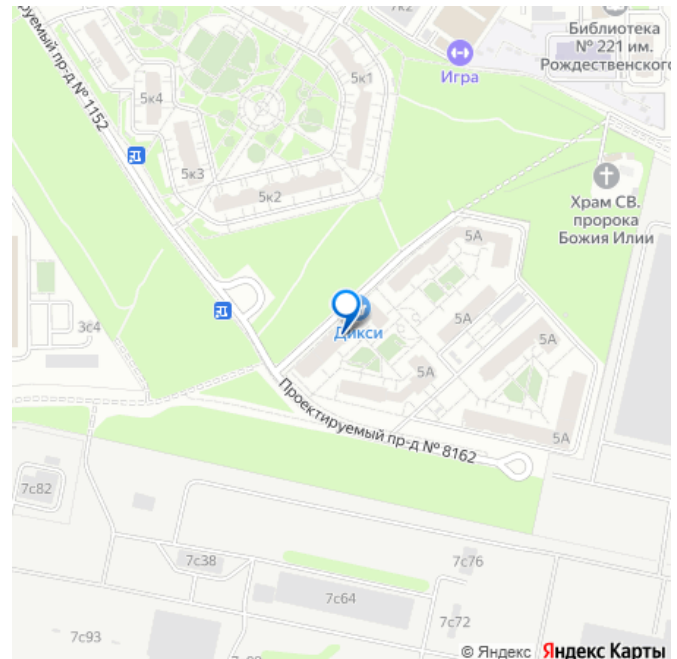 7к2
Библиотека
№ 221 им.
Рождественского
Игра
5к1
5к4
руемый пр-д № 1152
5к3
5к2
Храм СВ.
пророка
Божия Илии
5А
3с4
Дикси
5А
5А
5А
5А
Проектируемый пр-д № 8162
7с82
7с38
7с76
7с64
7с72
7с93
© Яндекс Яндекс Карты